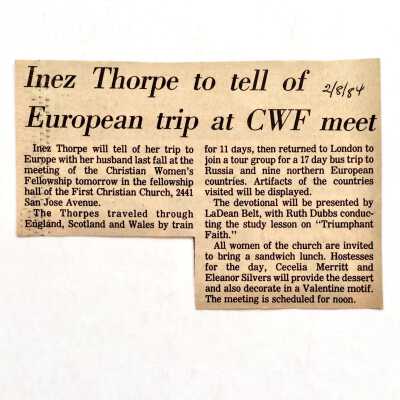 Inez Thorpe to tell of
2/8/84
European trip at CWF meet
Inez Thorpe will tell of her trip to
Europe with her husband last fall at the
meeting of the Christian Women's
Fellowship tomorrow in the fellowship
hall of the First Christian Church, 2441
San Jose Avenue.
The Thorpes traveled through
England, Scotland and Wales by train
for 11 days, then returned to London to
join a tour group for a 17 day bus trip to
Russia and nine northern European
countries. Artifacts of the countries
visited will be displayed.
The devotional will be presented by
LaDean Belt, with Ruth Dubbs conduc-
ting the study lesson on "Triumphant
Faith."
All women of the church are invited
to bring a sandwich lunch. Hostesses
for the day, Cecelia Merritt and
Eleanor Silvers will provide the dessert
and also decorate in a Valentine motif.
The meeting is scheduled for noon.